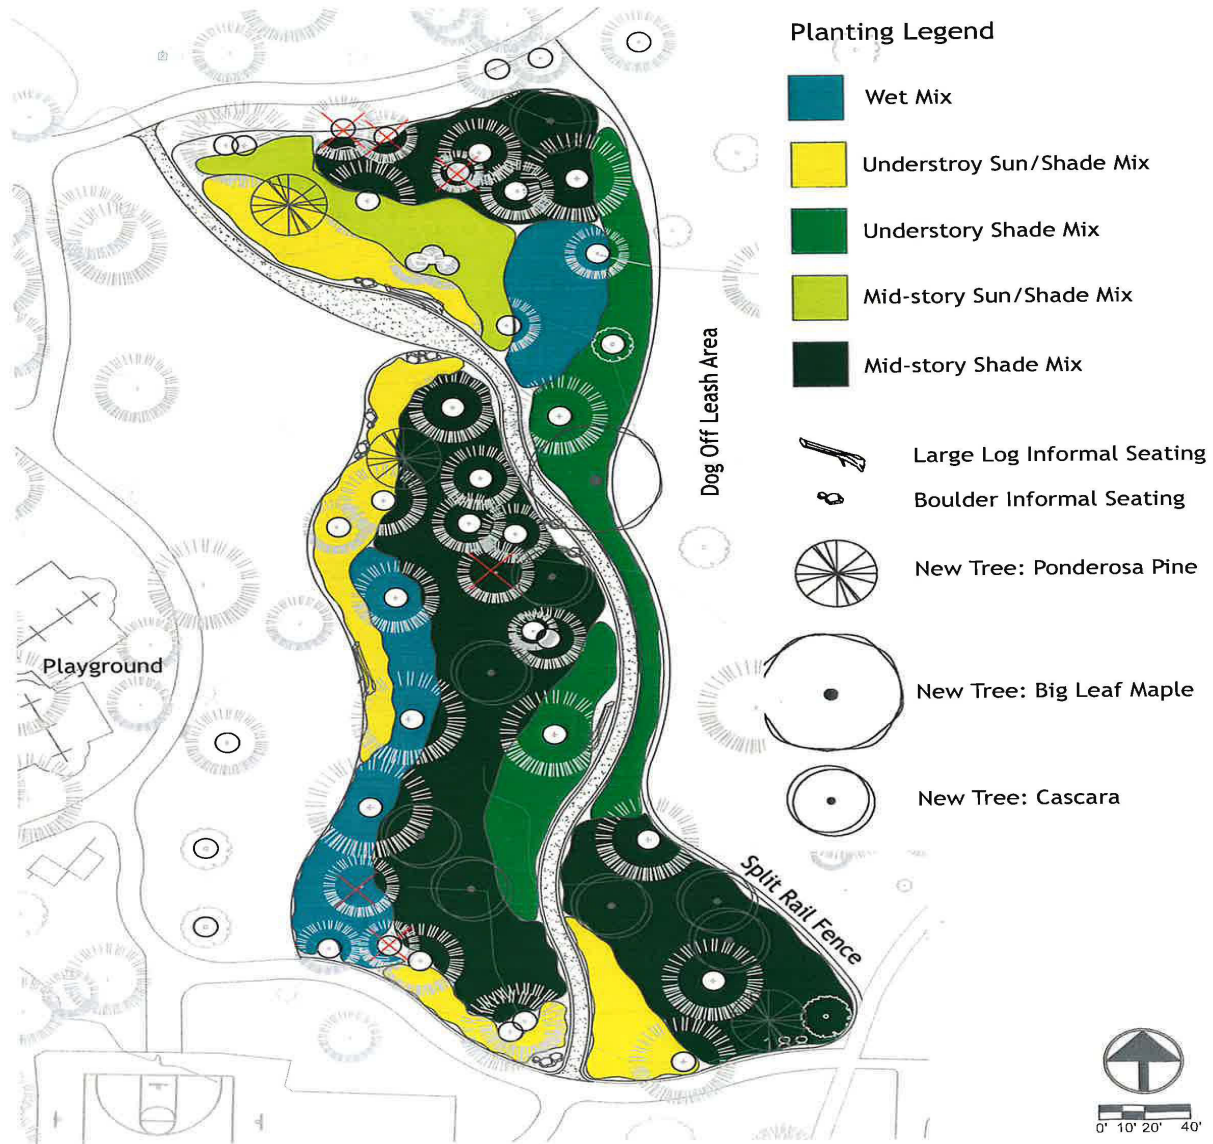 Planting Legend
Wet Mix
Understroy Sun/Shade Mix
Understory Shade Mix
Mid-story Sun/Shade Mix
Mid-story Shade Mix
Large Log Informal Seating
Boulder Informal Seating
New Tree: Ponderosa Pine
New Tree: Big Leaf Maple
New Tree: Cascara
Dog Off Leash Area
Playground
Split Rail Fence
0' 10' 20' 40'